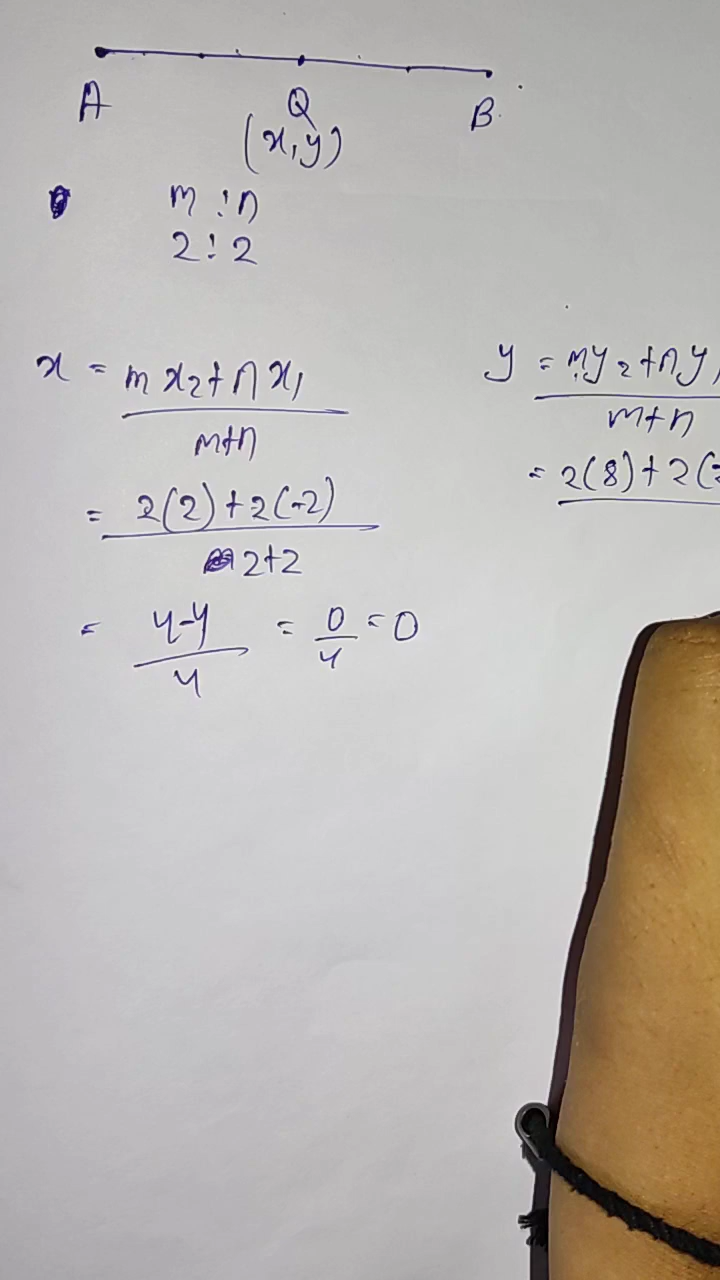 A Q B
(x,y)
m : n
2 : 2
x = mx₂ + nx₁
m+n
= 2(2) + 2(-2)
2+2
= 4-4 = 0 = 0
4 4
y = my₂ + ny₁
m+n
= 2(8) + 2(